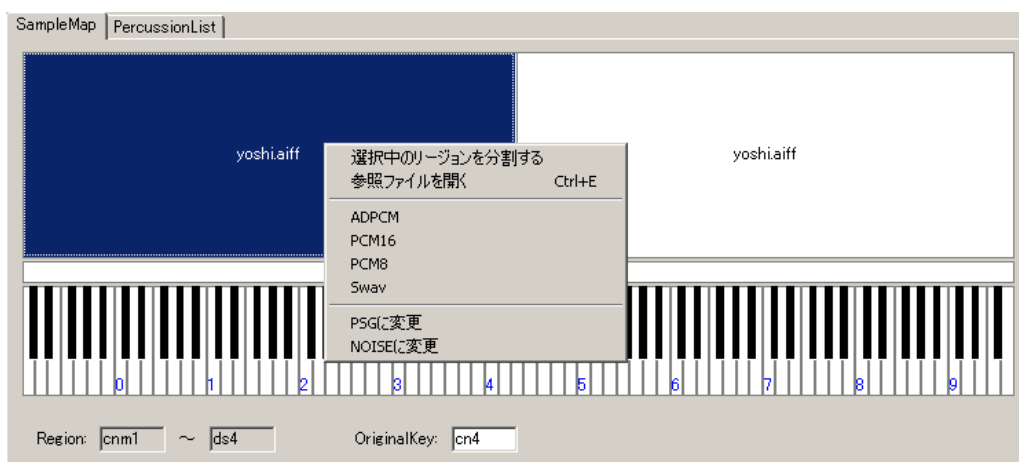 SampleMap PercussionList
yoshi.aiff yoshi.aiff
選択中のリージョンを分割する
参照ファイルを開く Ctrl+E
ADPCM
PCM16
PCM8
Swav
PSGに変更
NOISEに変更
0 1 2 3 4 5 6 7 8 9
Region: cnm1 ～ ds4 OriginalKey: cn4